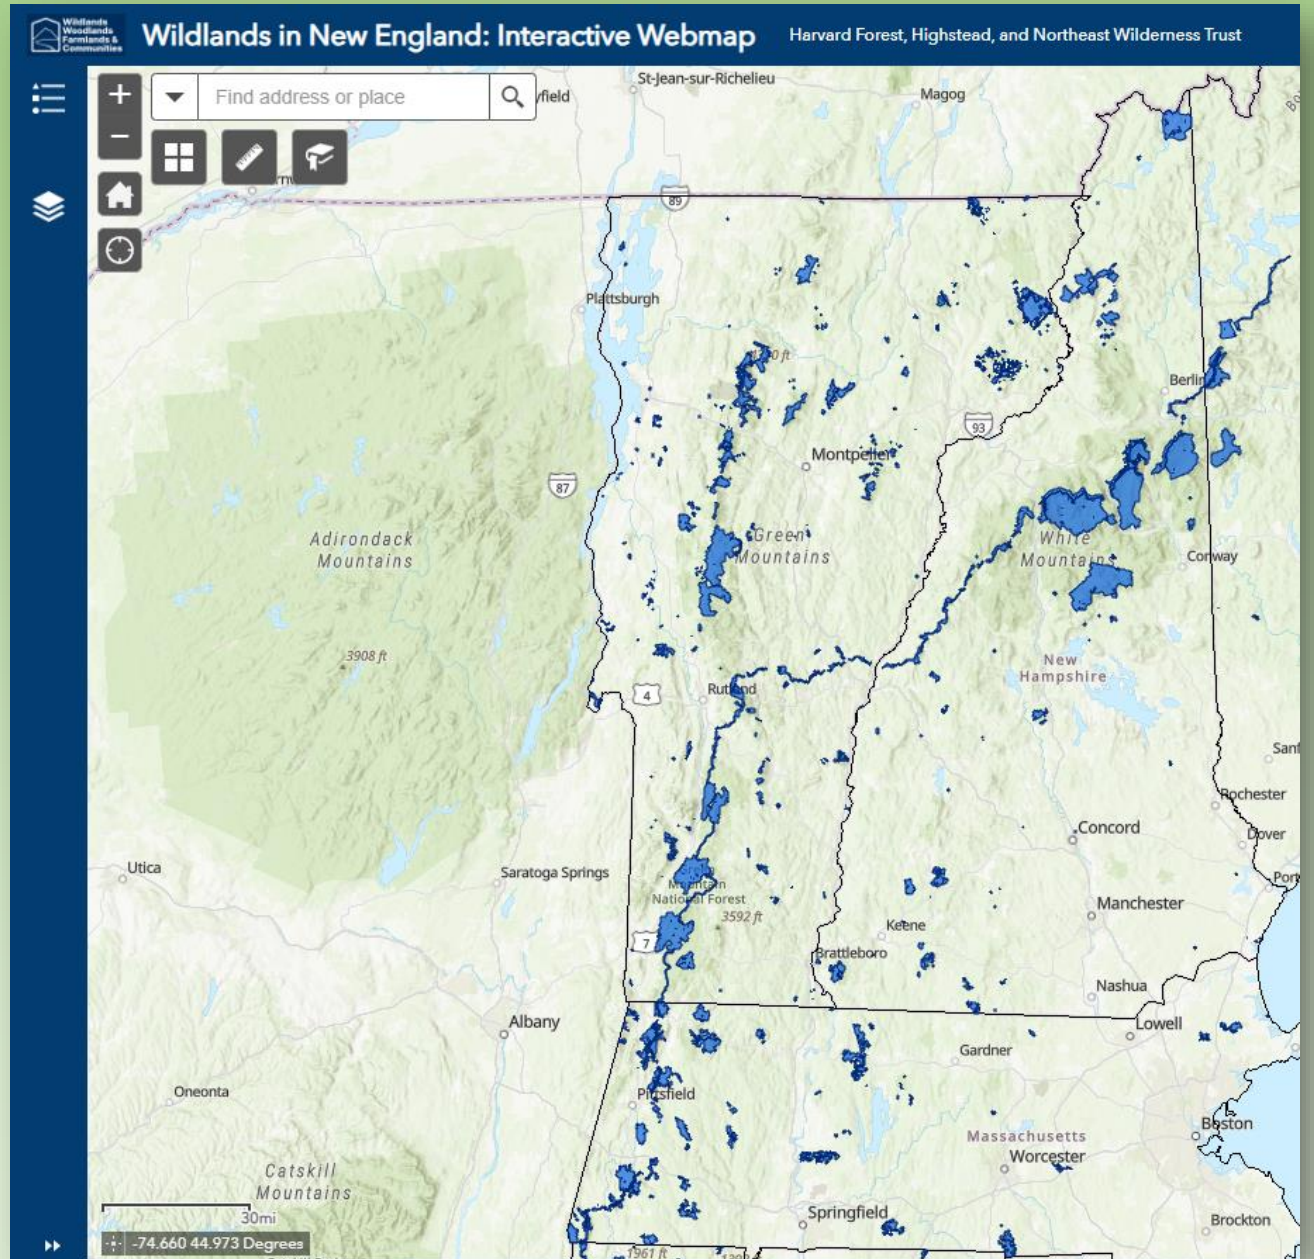 Wildlands
Woodlands
Farmlands &
Communities
Wildlands in New England: Interactive Webmap
Harvard Forest, Highstead, and Northeast Wilderness Trust
Find address or place
St-Jean-sur-Richelieu
Magog
89
Plattsburgh
Berlin
93
Montpelier
87
Adirondack
Mountains
Green
Mountains
White
Mountains
Conway
3908 ft
New
Hampshire
4
Rutland
Rochester
Concord
Dover
Utica
Saratoga Springs
Mountain
National Forest
3592 ft
Manchester
Keene
7
Brattleboro
Nashua
Albany
Lowell
Gardner
Oneonta
Pittsfield
Boston
Massachusetts
Worcester
Catskill
Mountains
30mi
Springfield
Brockton
-74.660 44.973 Degrees
1961 ft